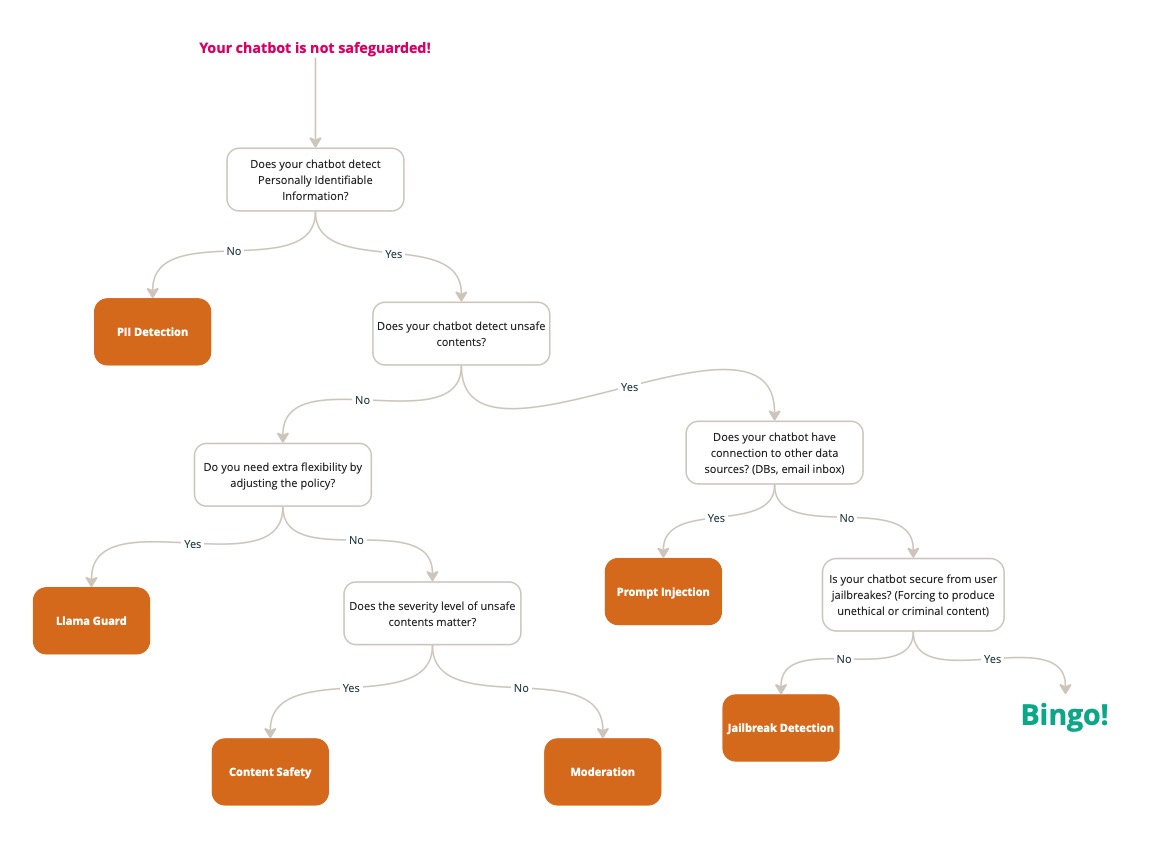 Your chatbot is not safeguarded!
Does your chatbot detect
Personally Identifiable
Information?
No
Yes
PII Detection
Does your chatbot detect unsafe
contents?
No
Yes
Do you need extra flexibility by
adjusting the policy?
Does your chatbot have
connection to other data
sources? (DBs, email inbox)
Yes
No
Yes
No
Llama Guard
Does the severity level of unsafe
contents matter?
Prompt Injection
Is your chatbot secure from user
jailbreakes? (Forcing to produce
unethical or criminal content)
Yes
No
No
Yes
Content Safety
Moderation
Jailbreak Detection
Bingo!